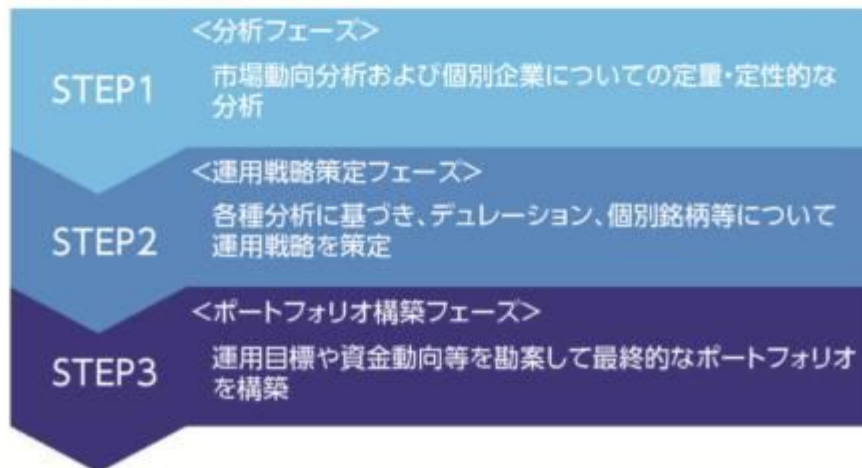 <分析フェーズ>
STEP1
市場動向分析および個別企業についての定量・定性的な
分析
<運用戦略策定フェーズ>
STEP2
各種分析に基づき、デュレーション、個別銘柄等について
運用戦略を策定
<ポートフォリオ構築フェーズ>
STEP3
運用目標や資金動向等を勘案して最終的なポートフォリオ
を構築